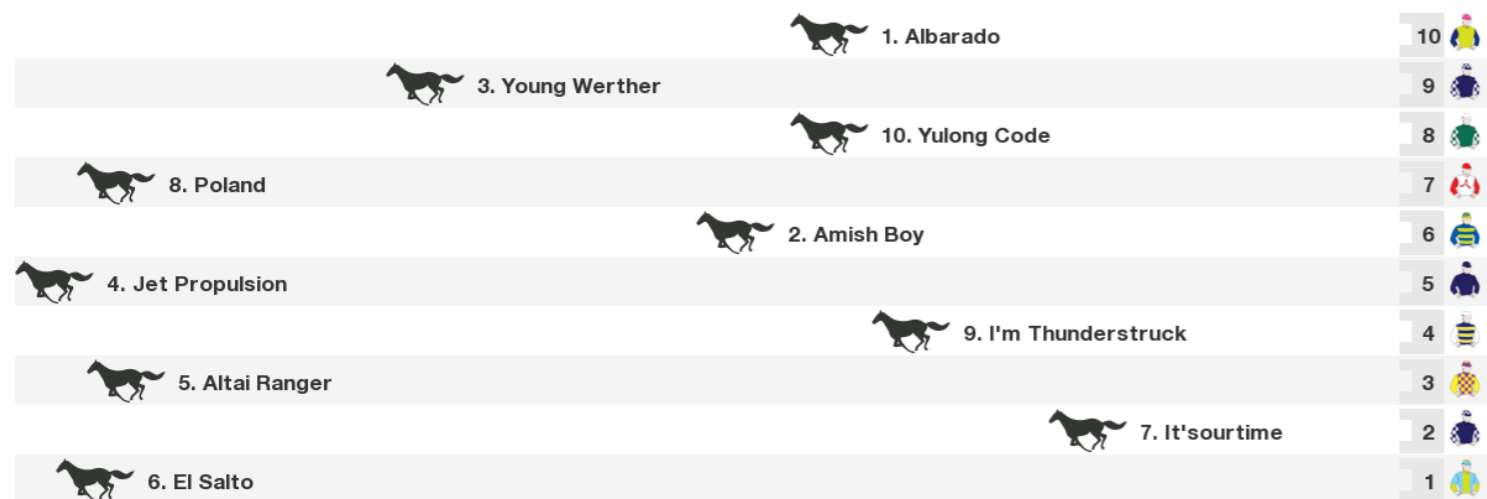 1. Albarado 10
3. Young Werther 9
10. Yulong Code 8
8. Poland 7
2. Amish Boy 6
4. Jet Propulsion 5
9. I'm Thunderstruck 4
5. Altai Ranger 3
7. It'sourtime 2
6. El Salto 1